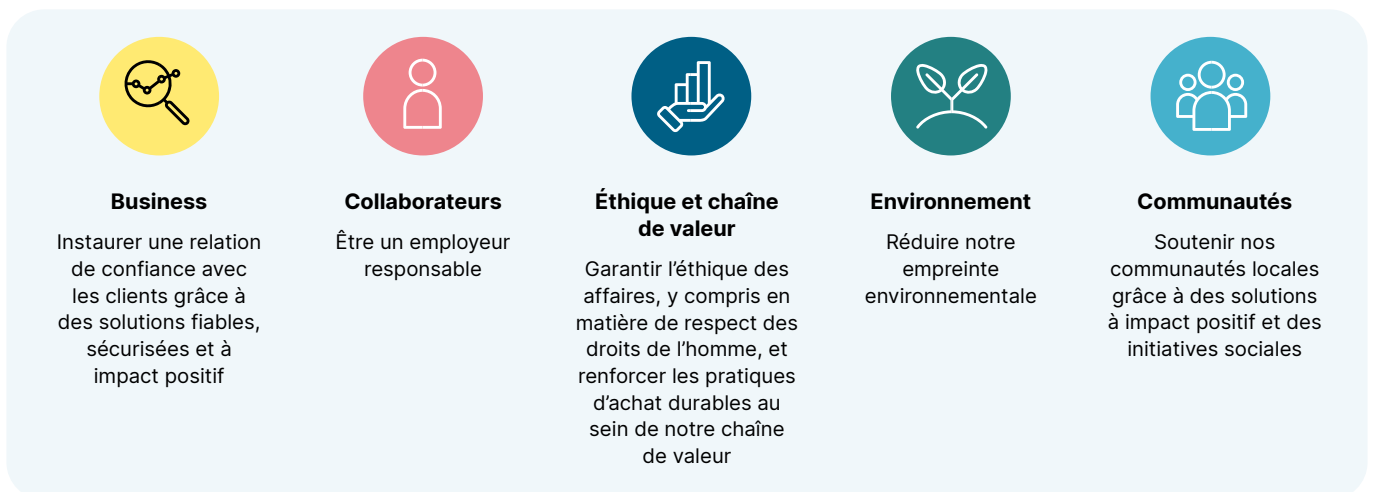 Business
Instaurer une relation
de confiance avec
les clients grâce à
des solutions fiables,
sécurisées et à
impact positif
Collaborateurs
Être un employeur
responsable
Éthique et chaîne
de valeur
Garantir l’éthique des
affaires, y compris en
matière de respect des
droits de l’homme, et
renforcer les pratiques
d’achat durables au
sein de notre chaîne
de valeur
Environnement
Réduire notre
empreinte
environnementale
Communautés
Soutenir nos
communautés locales
grâce à des solutions
à impact positif et des
initiatives sociales